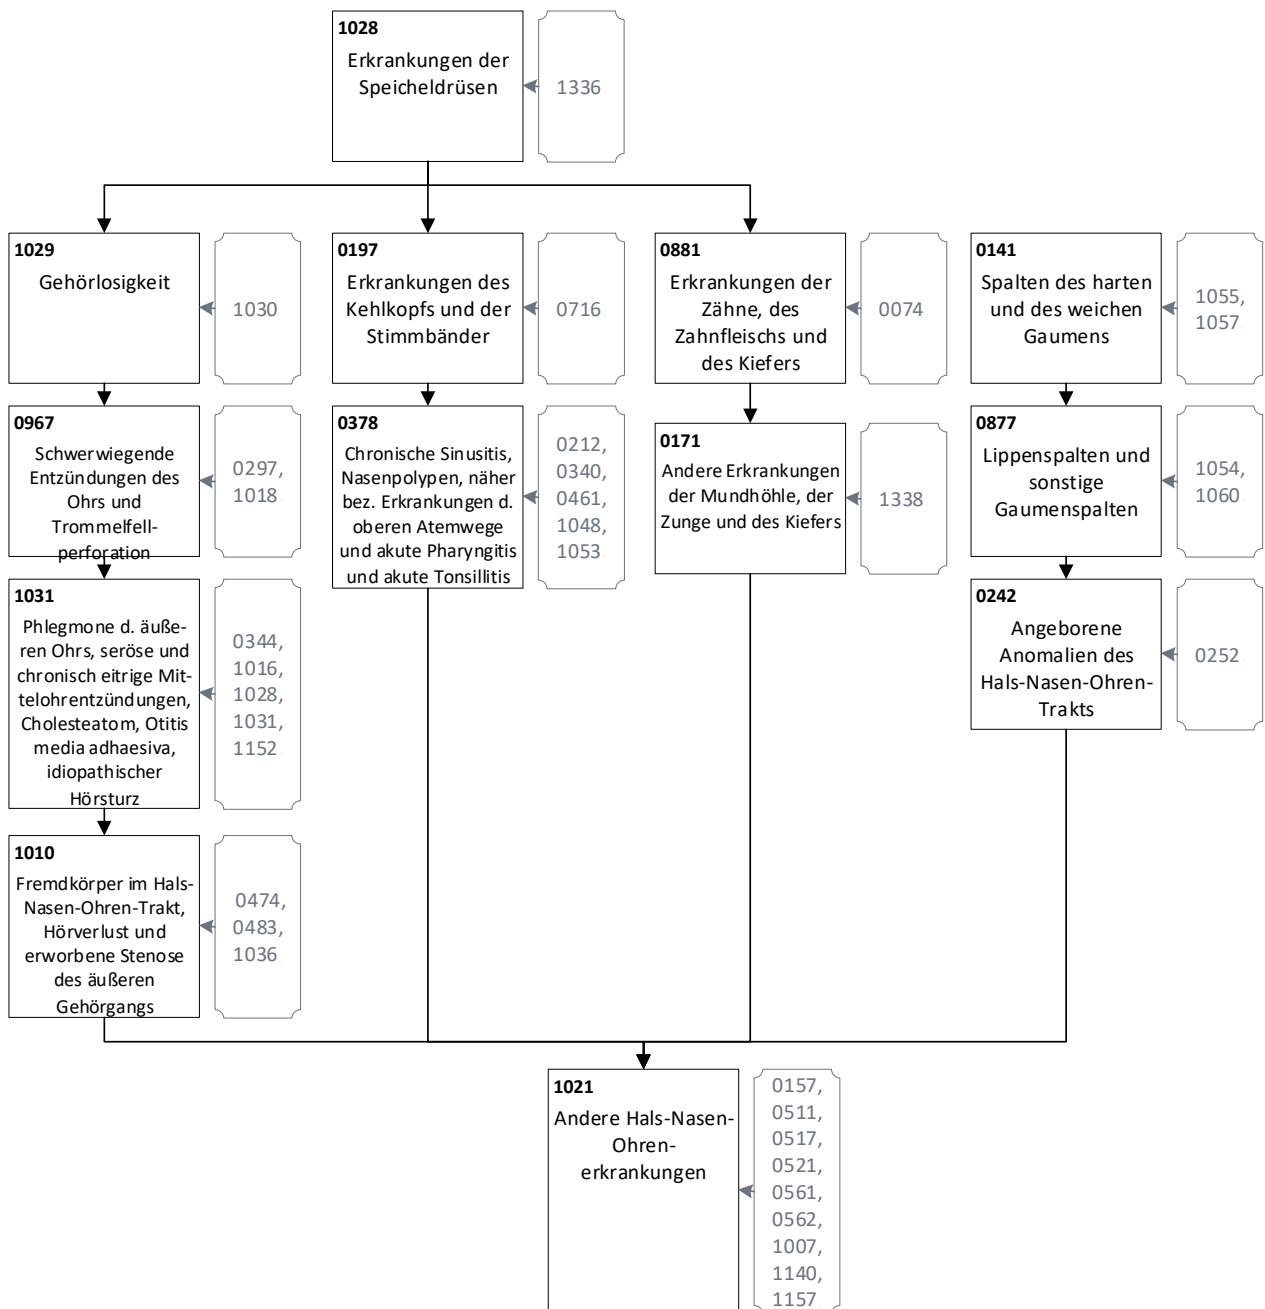 1028
Erkrankungen der
Speicheldrüsen
1336
1029
Gehörlosigkeit
1030
0197
Erkrankungen des
Kehlkopfs und der
Stimmbänder
0716
0881
Erkrankungen der
Zähne, des
Zahnfleischs und
des Kiefers
0074
0141
Spalten des harten
und des weichen
Gaumens
1055,
1057
0967
Schwerwiegende
Entzündungen des
Ohrs und
Trommelfell-
perforation
0297,
1018
0378
Chronische Sinusitis,
Nasenpolypen, näher
bez. Erkrankungen d.
oberen Atemwege
und akute Pharyngitis
und akute Tonsillitis
0212,
0340,
0461,
1048,
1053
0171
Andere Erkrankungen
der Mundhöhle, der
Zunge und des Kiefers
1338
0877
Lippenspalten und
sonstige
Gaumenspalten
1054,
1060
1031
Phlegmone d. äuße-
ren Ohrs, seröse und
chronisch eitrige Mit-
telohrentzündungen,
Cholesteatom, Otitis
media adhaesiva,
idiopathischer
Hörsturz
0344,
1016,
1028,
1031,
1152
0242
Angeborene
Anomalien des
Hals-Nasen-Ohren-
Trakts
0252
1010
Fremdkörper im Hals-
Nasen-Ohren-Trakt,
Hörverlust und
erworbene Stenose
des äußeren
Gehörgangs
0474,
0483,
1036
1021
Andere Hals-Nasen-
Ohren-
erkrankungen
0157,
0511,
0517,
0521,
0561,
0562,
1007,
1140,
1157